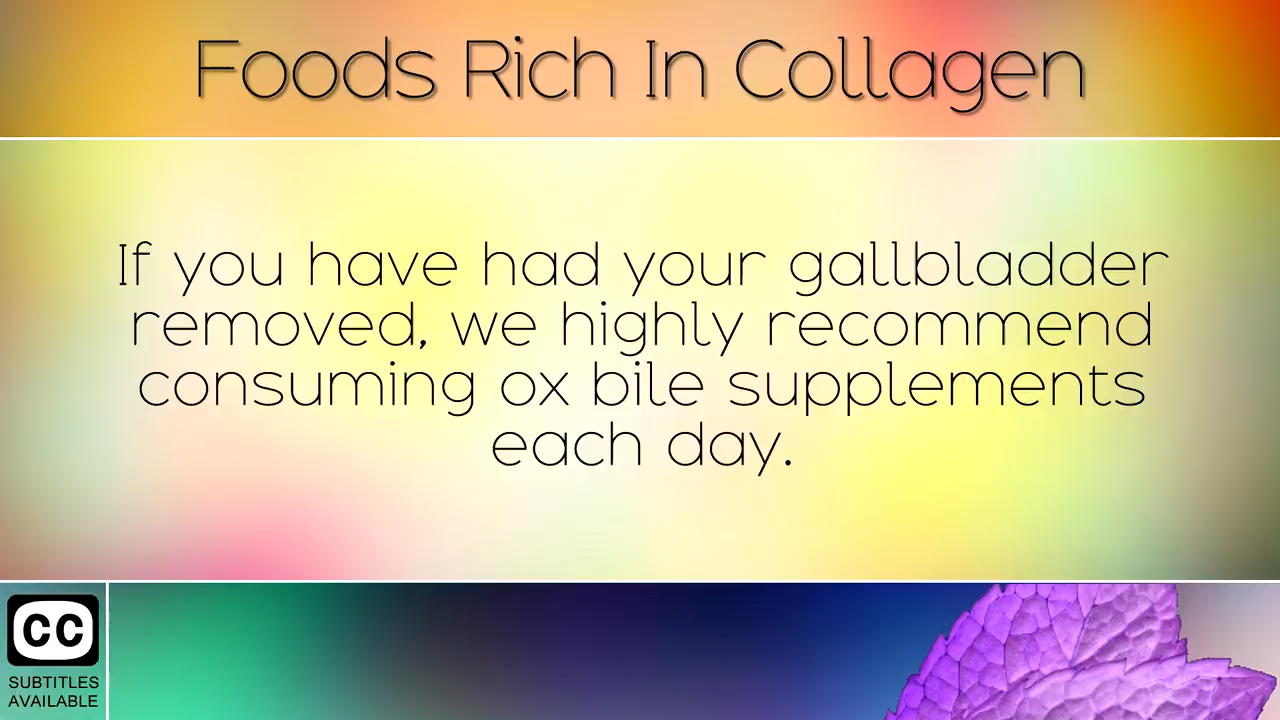 Foods Rich In Collagen
If you have had your gallbladder
removed, we highly recommend
consuming ox bile supplements
each day.
CC
SUBTITLES
AVAILABLE